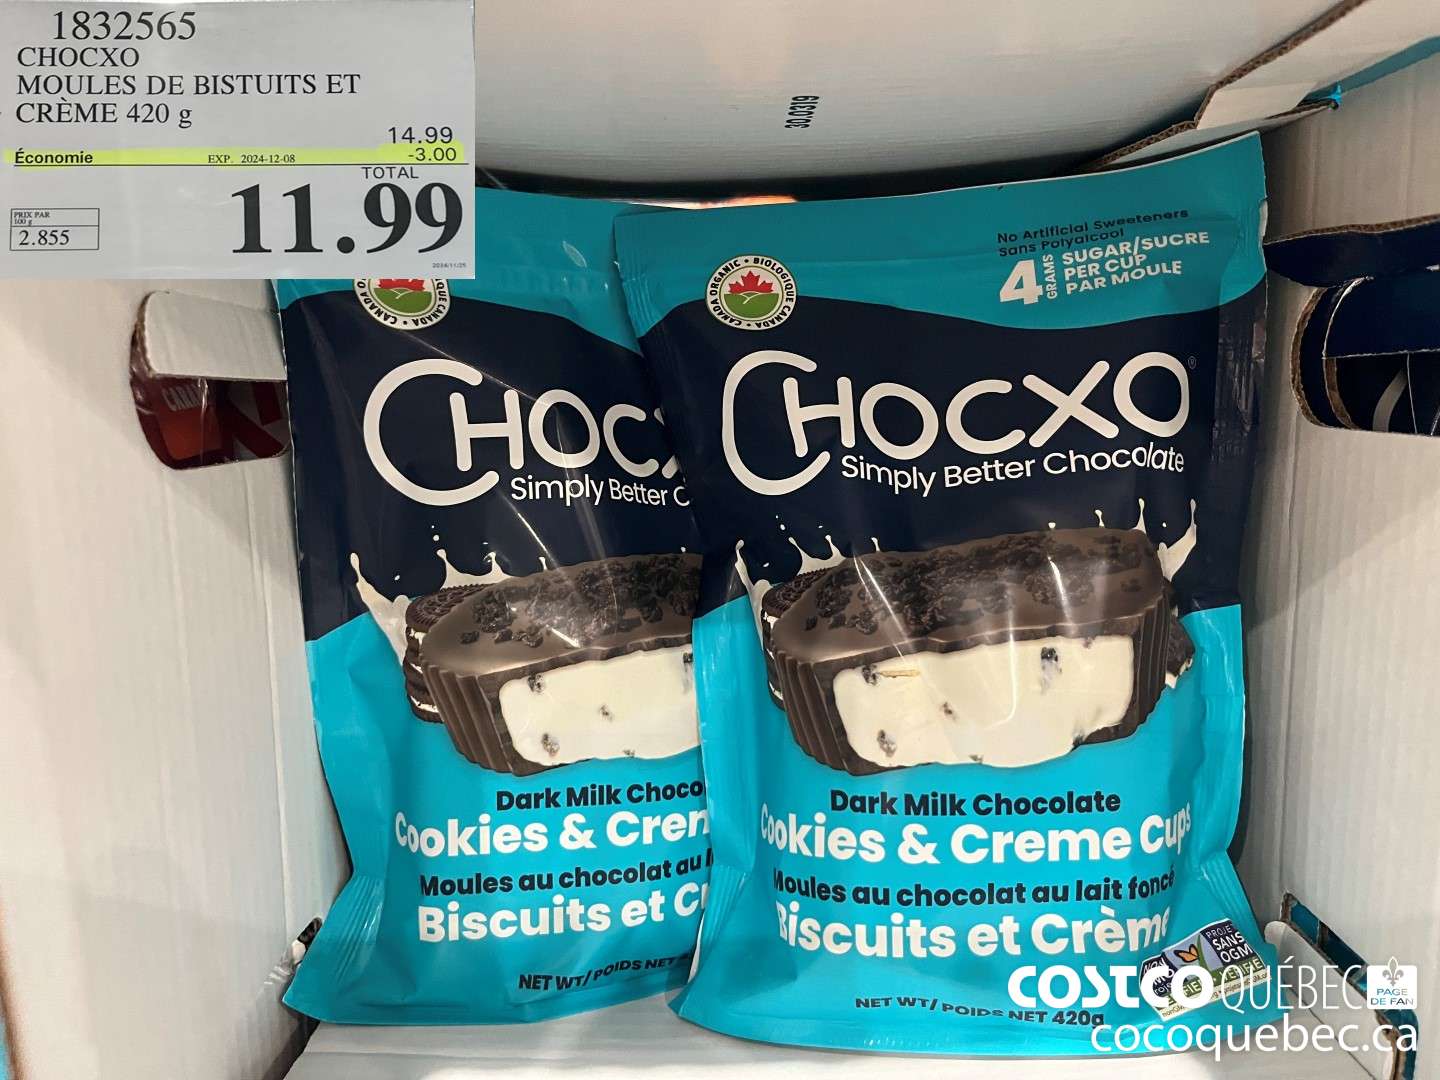 1832565
CHOCXO
MOULES DE BISTUITS ET
CRÈME 420 g
14.99
Économie EXP. 2024-12-08 -3.00
TOTAL
11.99
PRIX PAR
100 g
2.855
2024/11/25
CANADA ORGANIC • BIOLOGIQUE CANADA •
No Artificial Sweeteners
Sans Polyalcool
4 GRAMS SUGAR/SUCRE
PER CUP
PAR MOULE
CHOCXO
Simply Better Chocolate
Dark Milk Chocolate
Cookies & Creme Cups
Moules au chocolat au lait foncé
Biscuits et Crème
NET WT/POIDS NET 420g
PROJET
SANS
OGM
CHOC
Simply Better C
Dark Milk Choco
Cookies & Crem
Moules au chocolat au l
Biscuits et C
NET WT/POIDS NET
COSTCO QUÉBEC PAGE
DE FAN
cocoquebec.ca